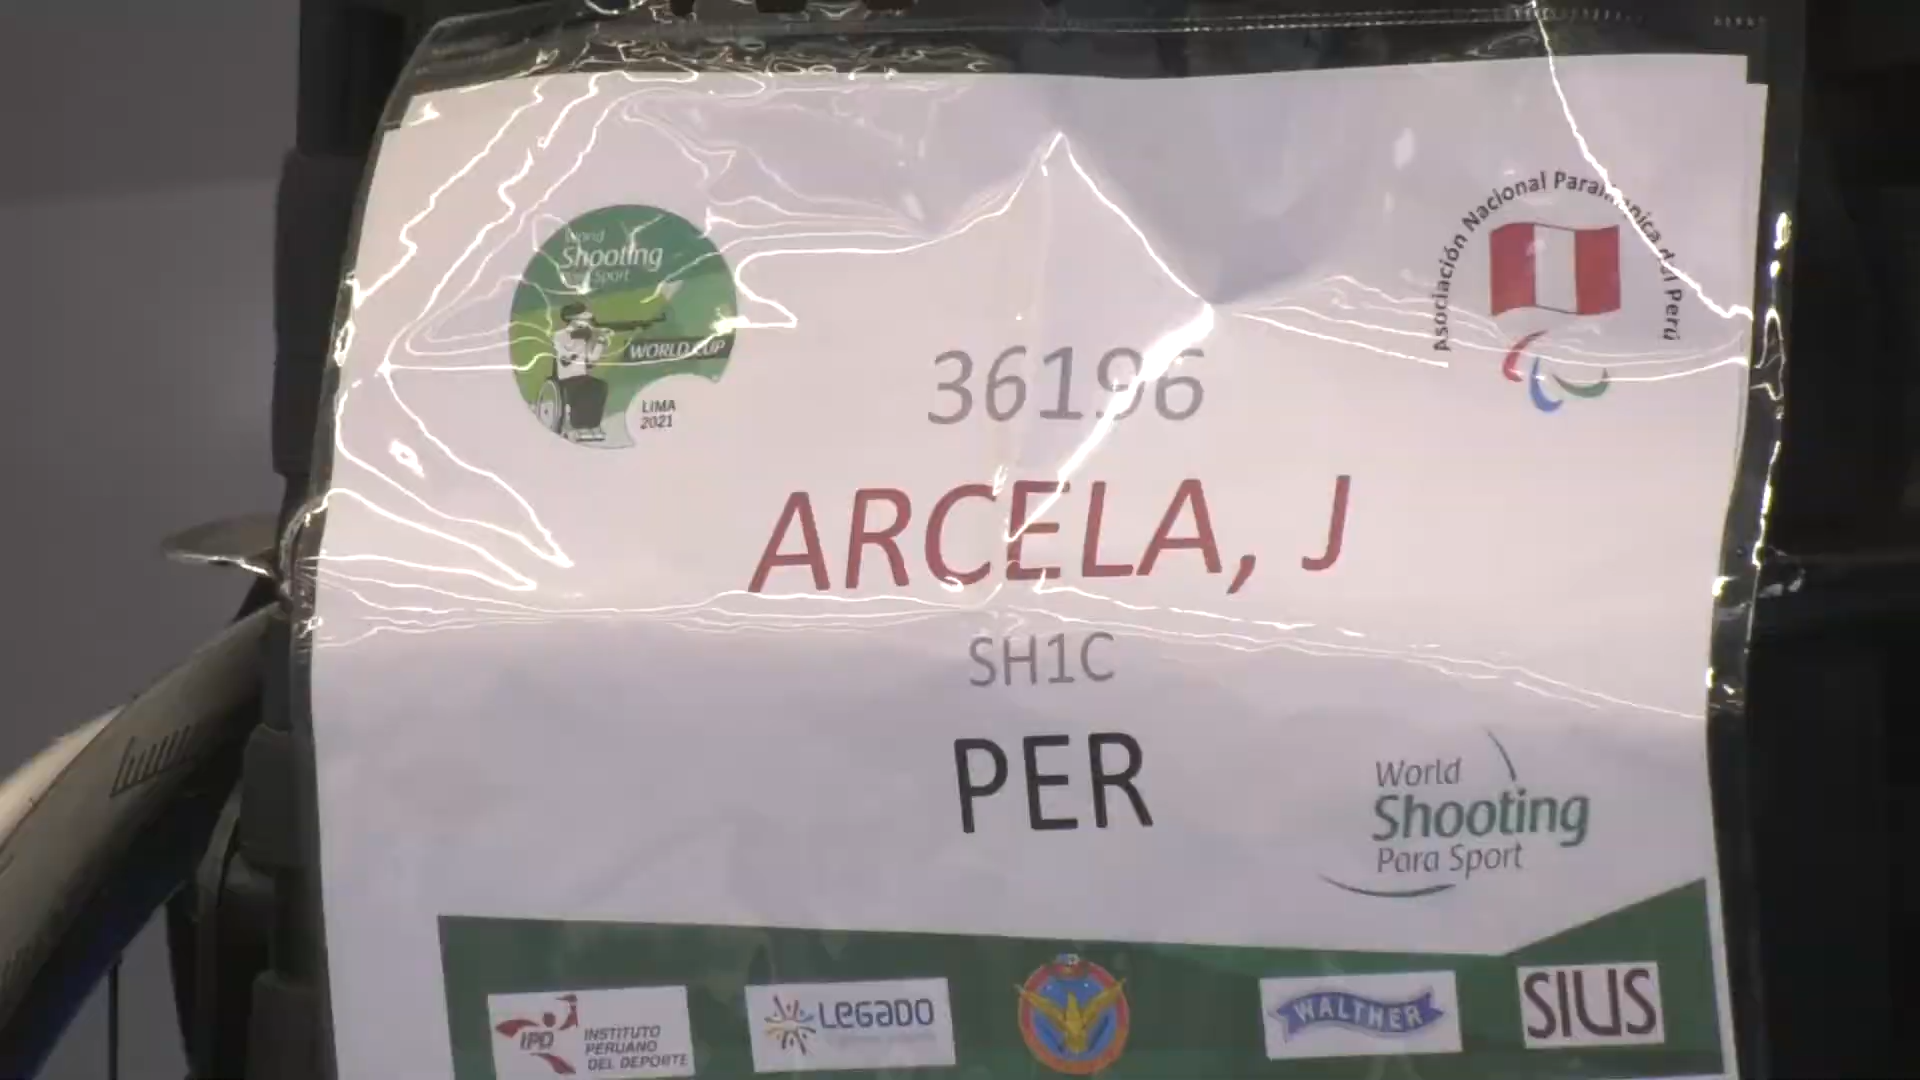 World
Shooting
Para Sport
WORLD CUP
LIMA
2021
Asociación Nacional Paralímpica del Perú
36196
ARCELA, J
SH1C
PER
World
Shooting
Para Sport
IPD
INSTITUTO
PERUANO
DEL DEPORTE
LEGADO
WALTHER
SIUS